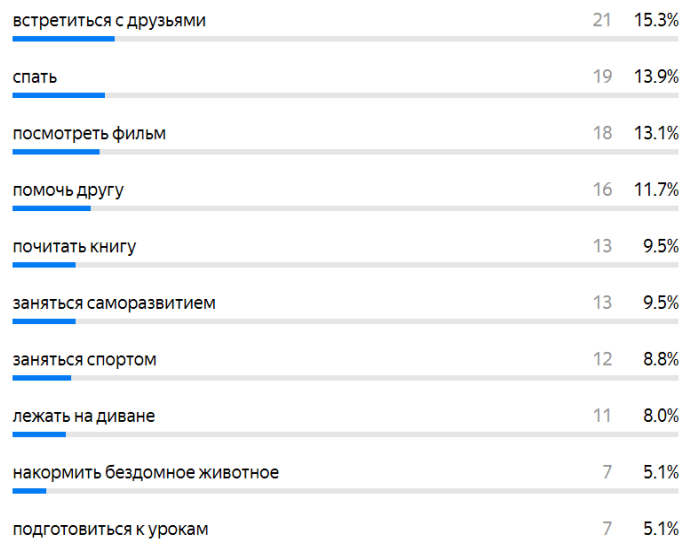 встретиться с друзьями 21 15.3%
спать 19 13.9%
посмотреть фильм 18 13.1%
помочь другу 16 11.7%
почитать книгу 13 9.5%
заняться саморазвитием 13 9.5%
заняться спортом 12 8.8%
лежать на диване 11 8.0%
накормить бездомное животное 7 5.1%
подготовиться к урокам 7 5.1%